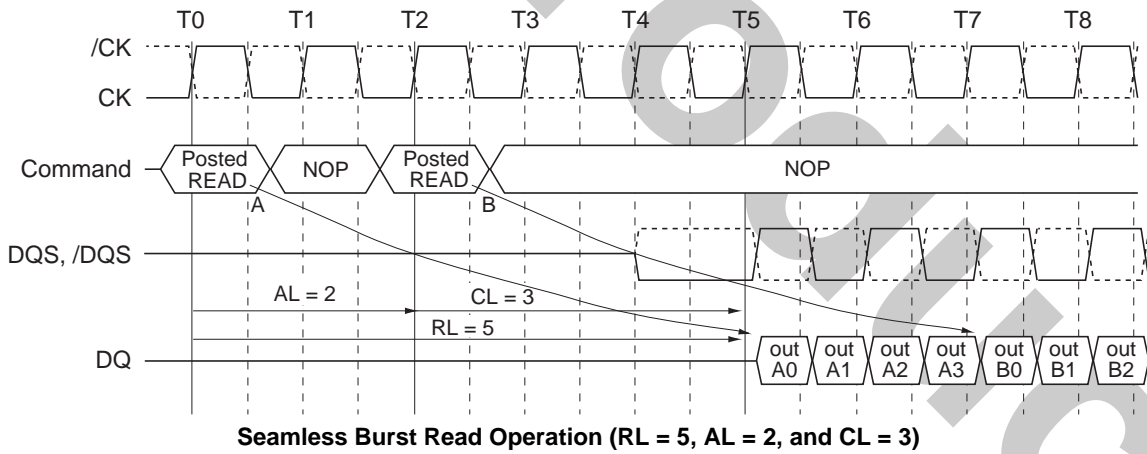 T0 T1 T2 T3 T4 T5 T6 T7 T8
/CK
CK
Command
Posted READ
NOP
Posted READ
NOP
A
B
DQS, /DQS
AL = 2
CL = 3
RL = 5
DQ
out A0
out A1
out A2
out A3
out B0
out B1
out B2
Seamless Burst Read Operation (RL = 5, AL = 2, and CL = 3)